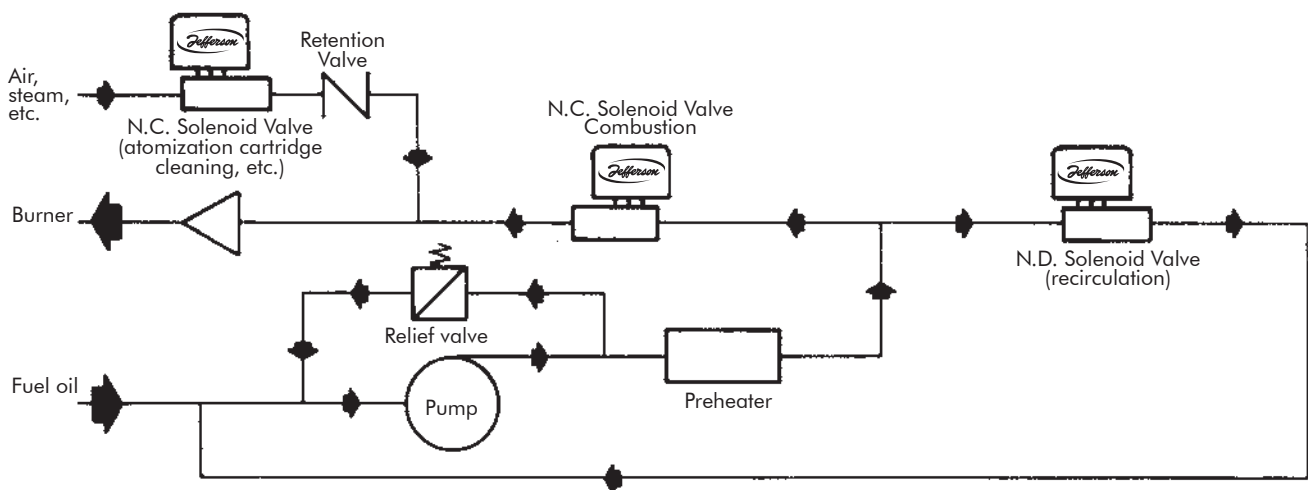 Jefferson
Retention
Valve
Air,
steam,
etc.
N.C. Solenoid Valve
(atomization cartridge
cleaning, etc.)
N.C. Solenoid Valve
Combustion
Jefferson
Jefferson
Burner
N.D. Solenoid Valve
(recirculation)
Relief valve
Fuel oil
Pump
Preheater